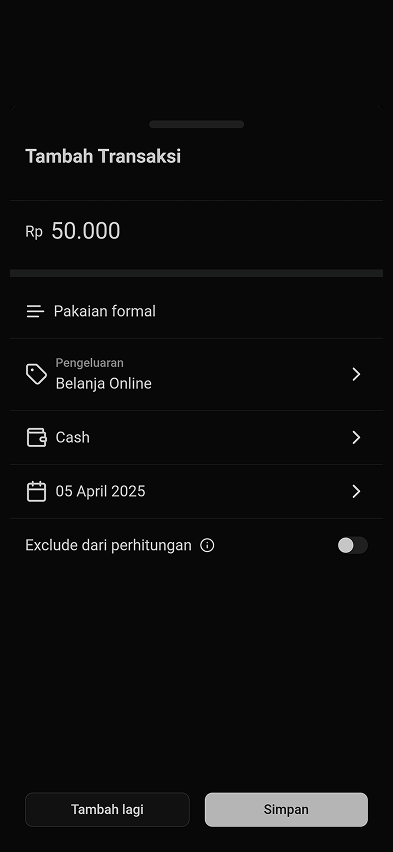 Tambah Transaksi
Rp 50.000
Pakaian formal
Pengeluaran
Belanja Online
Cash
05 April 2025
Exclude dari perhitungan
Tambah lagi
Simpan